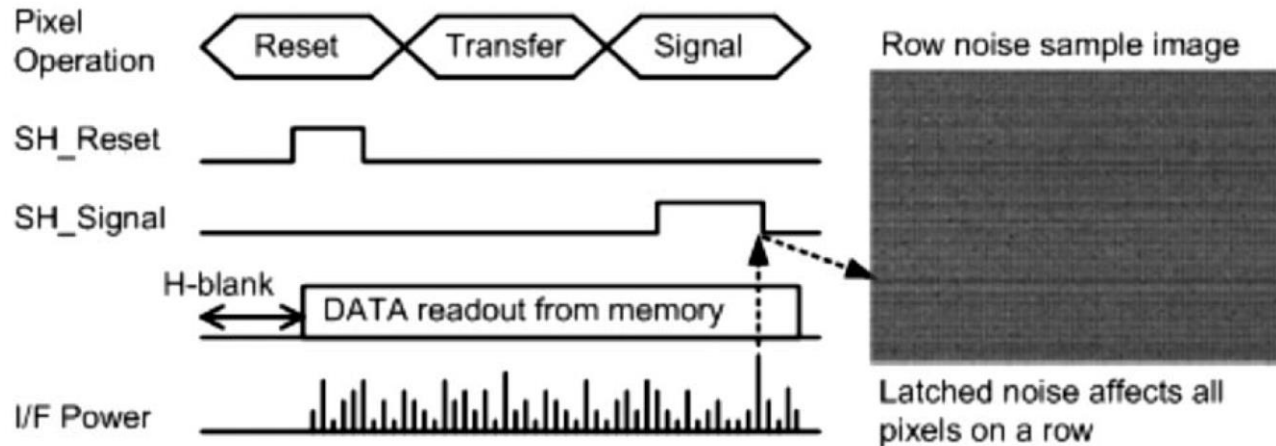 Pixel
Operation
Reset
Transfer
Signal
Row noise sample image
SH_Reset
SH_Signal
H-blank
DATA readout from memory
I/F Power
Latched noise affects all
pixels on a row